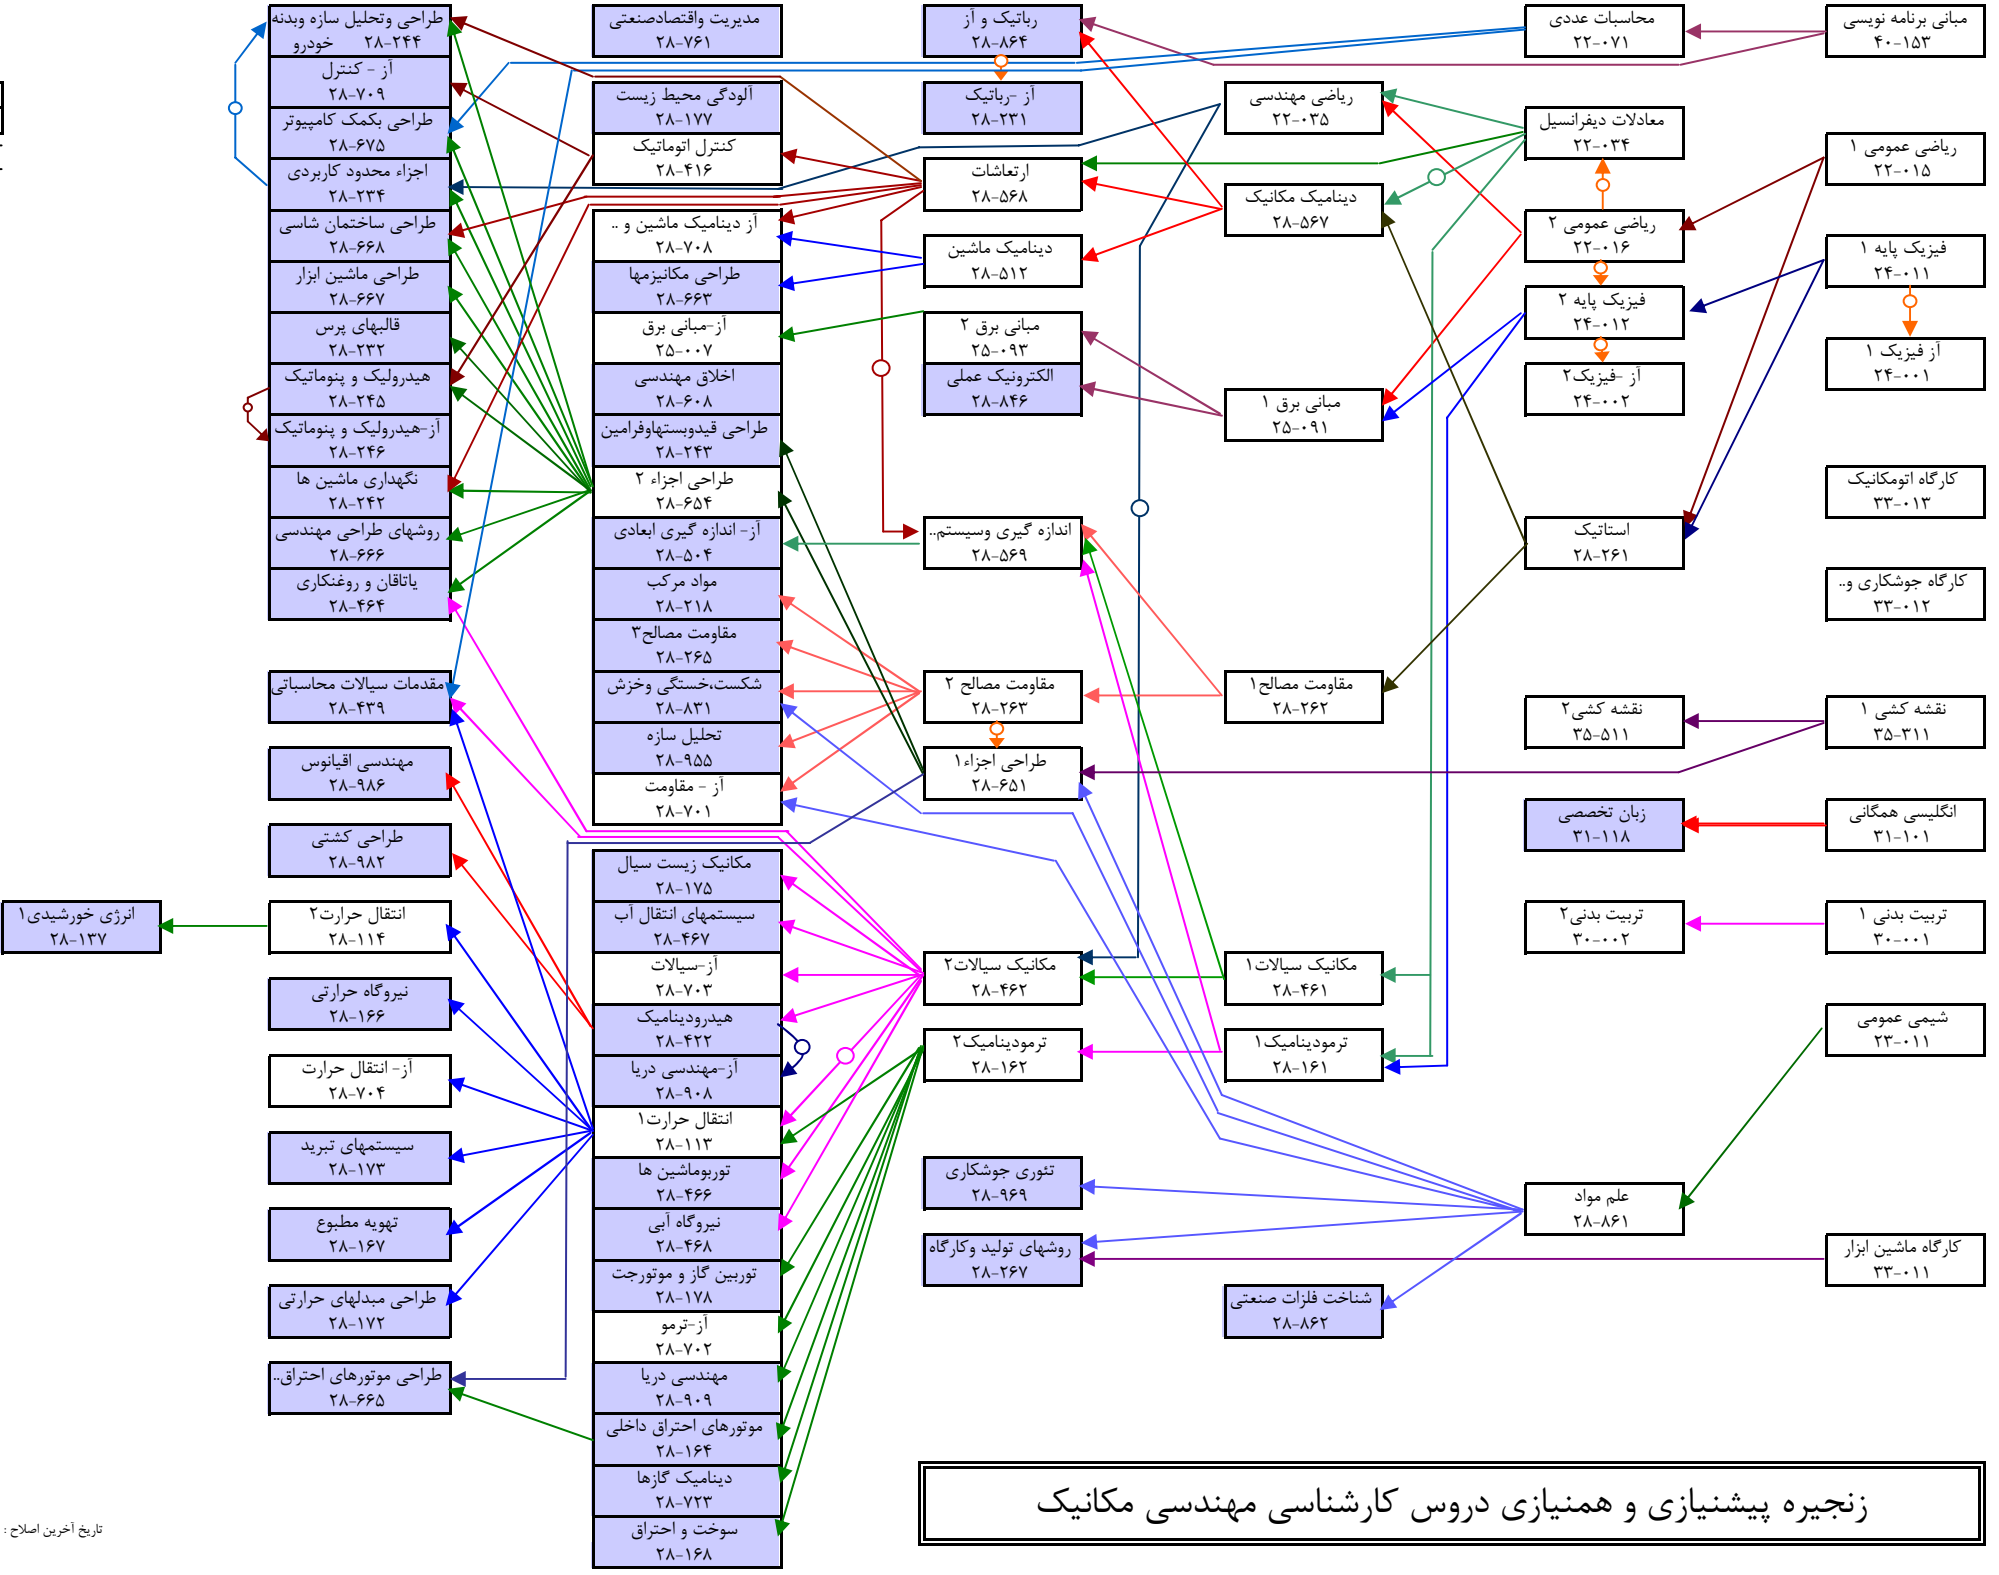 مبانی برنامه نویسی
۴۰-۱۵۳
ریاضی عمومی ۱
۲۲-۰۱۵
فیزیک پایه ۱
۲۴-۰۱۱
آز فیزیک ۱
۲۴-۰۰۱
کارگاه اتومکانیک
۳۳-۰۱۳
کارگاه جوشکاری و..
۳۳-۰۱۲
نقشه کشی ۱
۳۵-۳۱۱
انگلیسی همگانی
۳۱-۱۰۱
تربیت بدنی ۱
۳۰-۰۰۱
شیمی عمومی
۲۳-۰۱۱
کارگاه ماشین ابزار
۳۳-۰۱۱
محاسبات عددی
۲۲-۰۷۱
معادلات دیفرانسیل
۲۲-۰۳۴
ریاضی عمومی ۲
۲۲-۰۱۶
فیزیک پایه ۲
۲۴-۰۱۲
آز -فیزیک۲
۲۴-۰۰۲
استاتیک
۲۸-۲۶۱
نقشه کشی۲
۳۵-۵۱۱
زبان تخصصی
۳۱-۱۱۸
تربیت بدنی۲
۳۰-۰۰۲
علم مواد
۲۸-۸۶۱
ریاضی مهندسی
۲۲-۰۳۵
دینامیک مکانیک
۲۸-۵۶۷
مبانی برق ۱
۲۵-۰۹۱
مقاومت مصالح۱
۲۸-۲۶۲
مکانیک سیالات۱
۲۸-۴۶۱
ترمودینامیک۱
۲۸-۱۶۱
شناخت فلزات صنعتی
۲۸-۸۶۲
رباتیک و آز
۲۸-۸۶۴
آز -رباتیک
۲۸-۲۳۱
ارتعاشات
۲۸-۵۶۸
دینامیک ماشین
۲۸-۵۱۲
مبانی برق ۲
۲۵-۰۹۳
الکترونیک عملی
۲۸-۸۴۶
اندازه گیری وسیستم..
۲۸-۵۶۹
مقاومت مصالح ۲
۲۸-۲۶۳
طراحی اجزاء۱
۲۸-۶۵۱
مکانیک سیالات۲
۲۸-۴۶۲
ترمودینامیک۲
۲۸-۱۶۲
تئوری جوشکاری
۲۸-۹۶۹
روشهای تولید وکارگاه
۲۸-۲۶۷
مدیریت واقتصادصنعتی
۲۸-۷۶۱
آلودگی محیط زیست
۲۸-۱۷۷
کنترل اتوماتیک
۲۸-۴۱۶
آز دینامیک ماشین و ..
۲۸-۷۰۸
طراحی مکانیزمها
۲۸-۶۶۳
آز-مبانی برق
۲۵-۰۰۷
اخلاق مهندسی
۲۸-۶۰۸
طراحی قیدوبستهاوفرامین
۲۸-۲۴۳
طراحی اجزاء ۲
۲۸-۶۵۴
آز- اندازه گیری ابعادی
۲۸-۵۰۴
مواد مرکب
۲۸-۲۱۸
مقاومت مصالح۳
۲۸-۲۶۵
شکست،خستگی وخزش
۲۸-۸۳۱
تحلیل سازه
۲۸-۹۵۵
آز - مقاومت
۲۸-۷۰۱
مکانیک زیست سیال
۲۸-۱۷۵
سیستمهای انتقال آب
۲۸-۴۶۷
آز-سیالات
۲۸-۷۰۳
هیدرودینامیک
۲۸-۴۲۲
آز-مهندسی دریا
۲۸-۹۰۸
انتقال حرارت۱
۲۸-۱۱۳
توربوماشین ها
۲۸-۴۶۶
نیروگاه آبی
۲۸-۴۶۸
توربین گاز و موتورجت
۲۸-۱۷۸
آز-ترمو
۲۸-۷۰۲
مهندسی دریا
۲۸-۹۰۹
موتورهای احتراق داخلی
۲۸-۱۶۴
دینامیک گازها
۲۸-۷۲۳
سوخت و احتراق
۲۸-۱۶۸
طراحی وتحلیل سازه وبدنه
خودرو ۲۸-۲۴۴
آز - کنترل
۲۸-۷۰۹
طراحی بکمک کامپیوتر
۲۸-۶۷۵
اجزاء محدود کاربردی
۲۸-۲۳۴
طراحی ساختمان شاسی
۲۸-۶۶۸
طراحی ماشین ابزار
۲۸-۶۶۷
قالبهای پرس
۲۸-۲۳۲
هیدرولیک و پنوماتیک
۲۸-۲۴۵
آز-هیدرولیک و پنوماتیک
۲۸-۲۴۶
نگهداری ماشین ها
۲۸-۲۴۲
روشهای طراحی مهندسی
۲۸-۶۶۶
یاتاقان و روغنکاری
۲۸-۴۶۴
مقدمات سیالات محاسباتی
۲۸-۴۳۹
مهندسی اقیانوس
۲۸-۹۸۶
طراحی کشتی
۲۸-۹۸۲
انتقال حرارت۲
۲۸-۱۱۴
نیروگاه حرارتی
۲۸-۱۶۶
آز- انتقال حرارت
۲۸-۷۰۴
سیستمهای تبرید
۲۸-۱۷۳
تهویه مطبوع
۲۸-۱۶۷
طراحی مبدلهای حرارتی
۲۸-۱۷۲
طراحی موتورهای احتراق..
۲۸-۶۶۵
انرژی خورشیدی۱
۲۸-۱۳۷
زنجیره پیشنیازی و همنیازی دروس کارشناسی مهندسی مکانیک
تاریخ آخرین اصلاح :